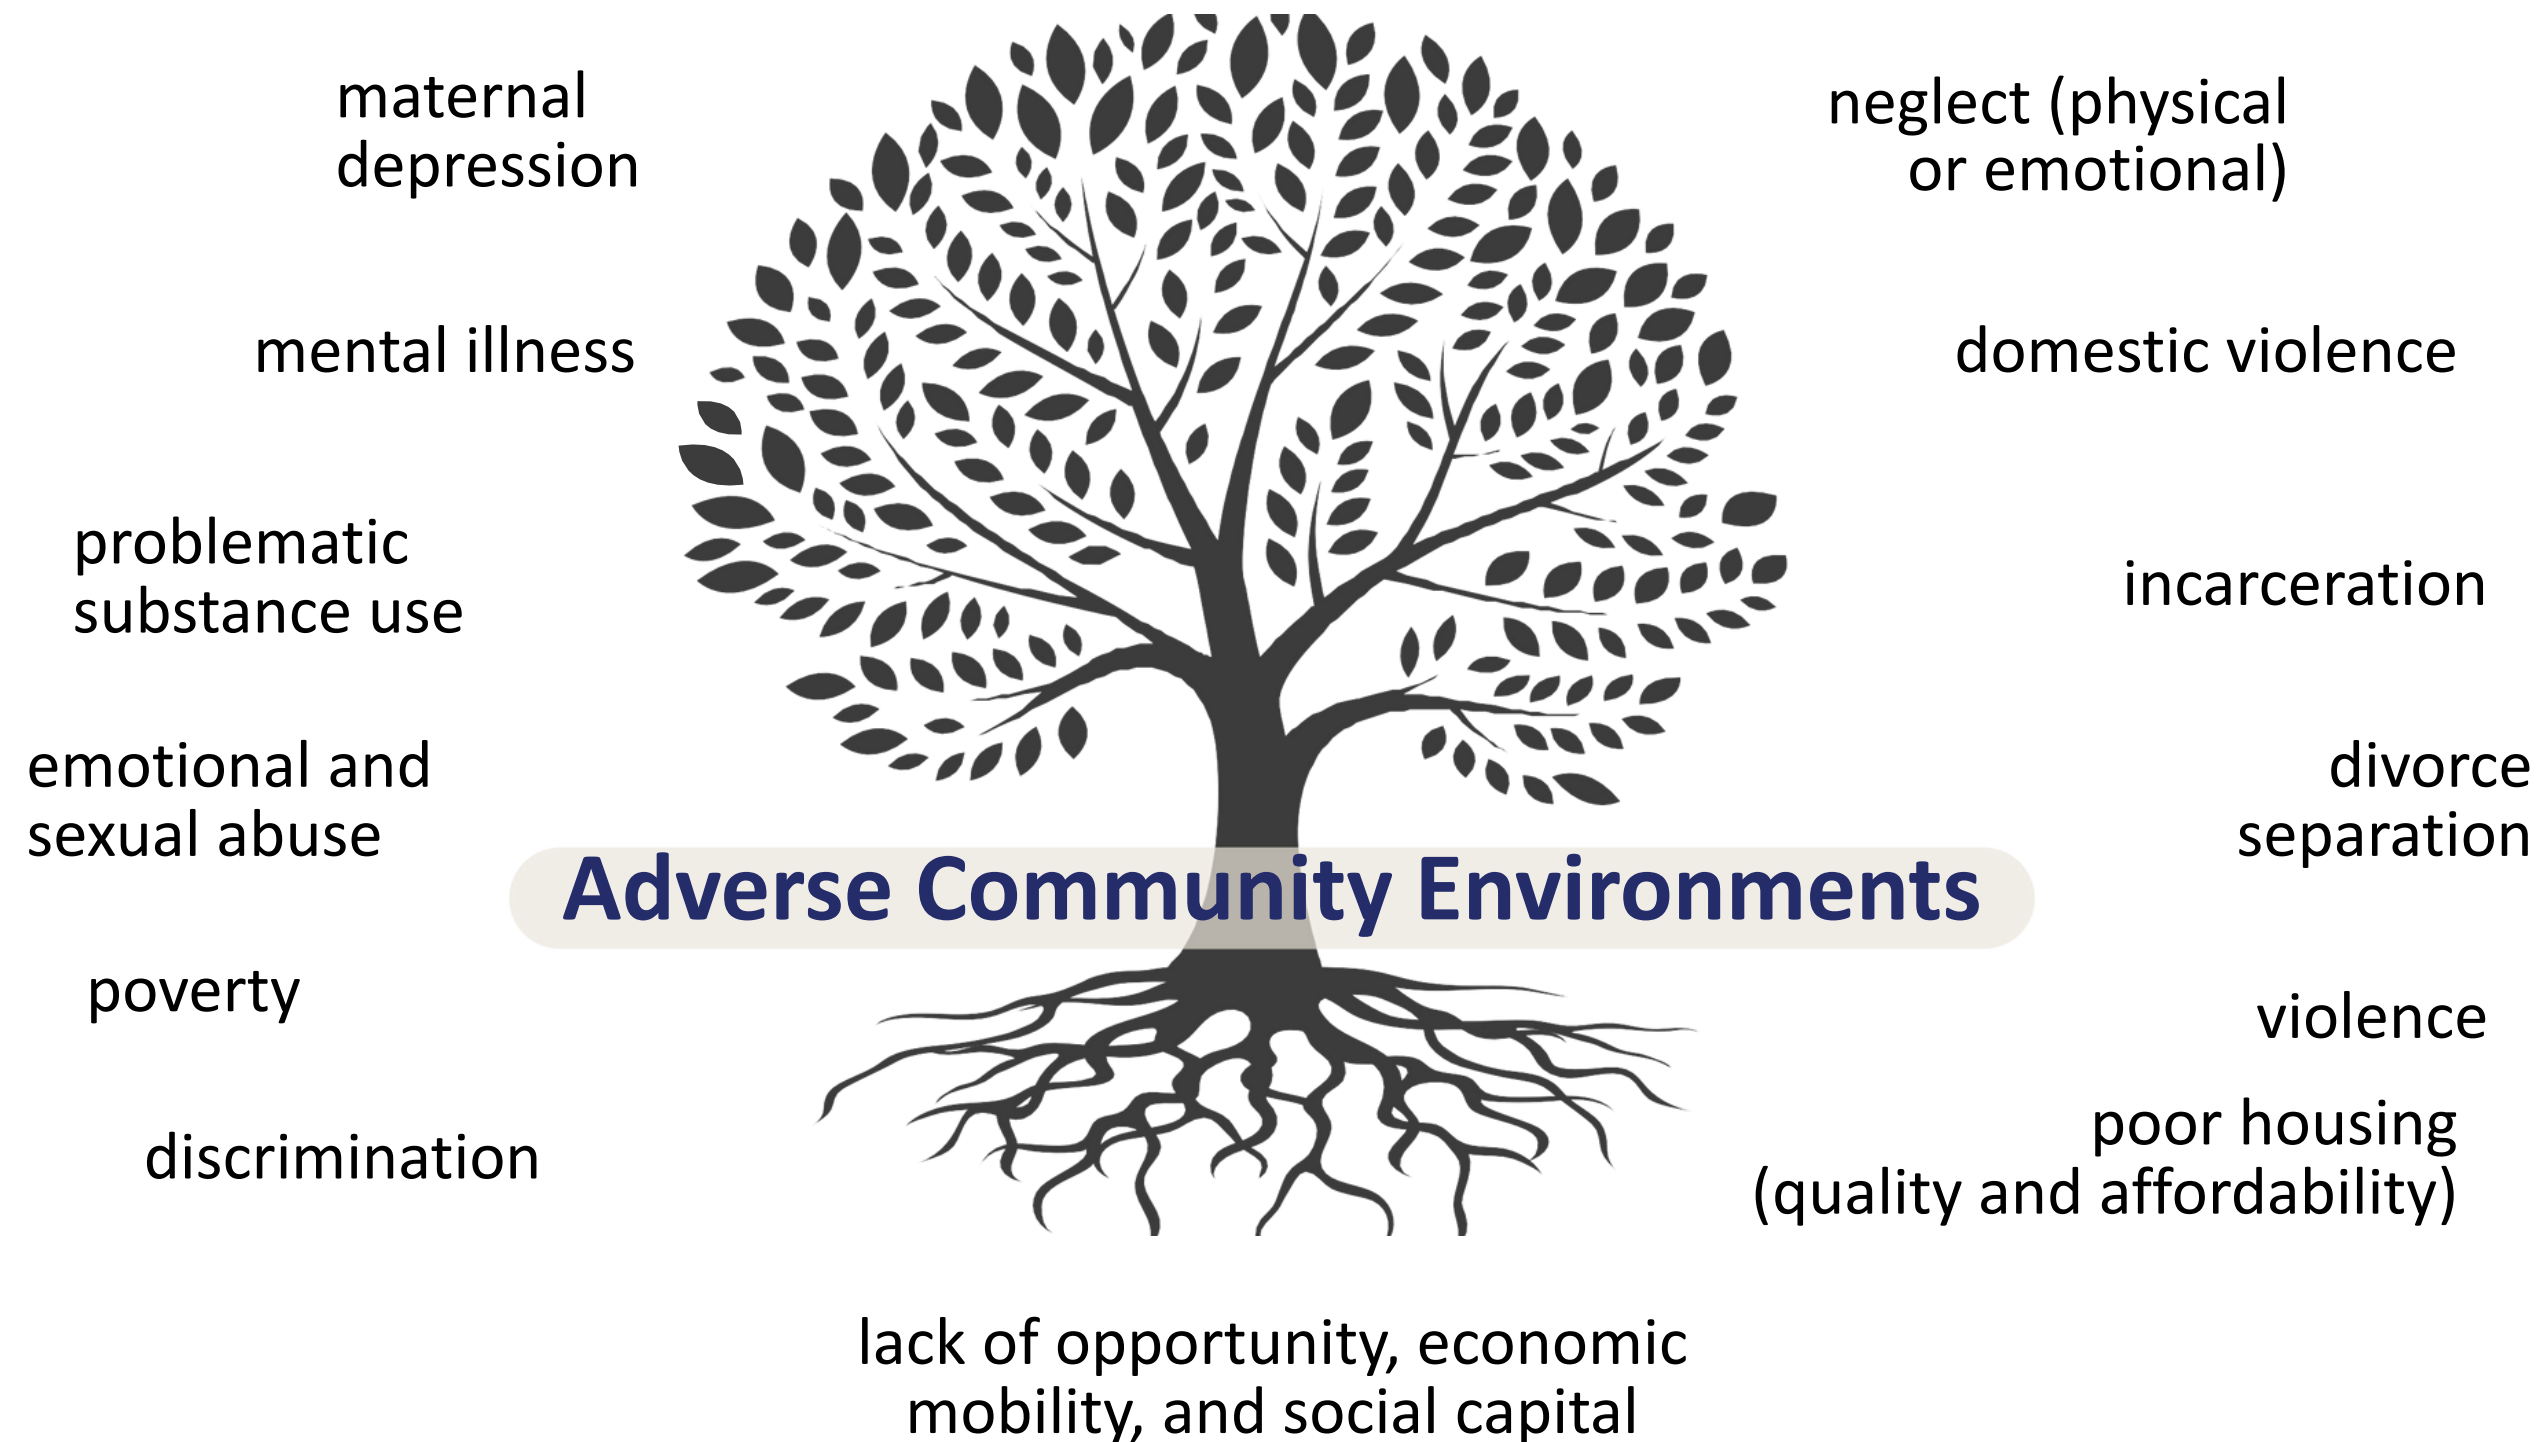 maternal
depression
neglect (physical
or emotional)
mental illness
domestic violence
problematic
substance use
incarceration
emotional and
sexual abuse
divorce
separation
Adverse Community Environments
poverty
violence
discrimination
poor housing
(quality and affordability)
lack of opportunity, economic
mobility, and social capital